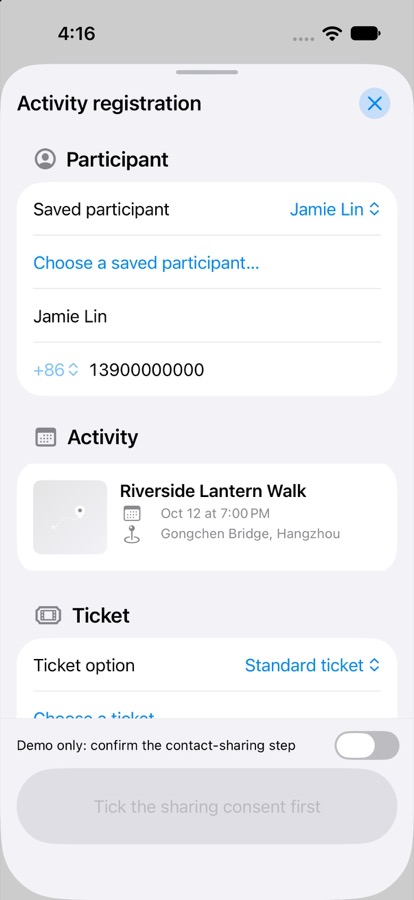 4:16
Activity registration
Participant
Saved participant
Jamie Lin
Choose a saved participant...
Jamie Lin
+86 13900000000
Activity
Riverside Lantern Walk
Oct 12 at 7:00 PM
Gongchen Bridge, Hangzhou
Ticket
Ticket option
Standard ticket
Choose a ticket
Demo only: confirm the contact-sharing step
Tick the sharing consent first